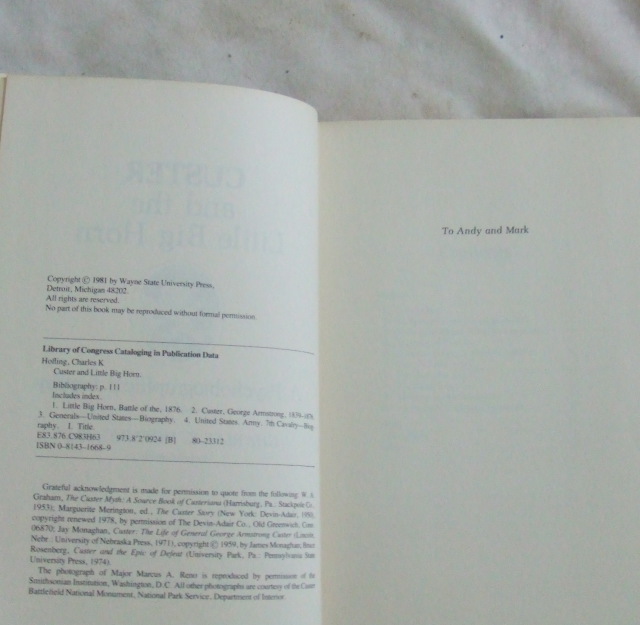 Copyright © 1981 by Wayne State University Press,
Detroit, Michigan 48202.
All rights are reserved.
No part of this book may be reproduced without formal permission.
Library of Congress Cataloging in Publication Data
Hofling, Charles K
Custer and Little Big Horn.
Bibliography: p. 111
Includes index.
1. Little Big Horn, Battle of the, 1876. 2. Custer, George Armstrong, 1839-1876.
3. Generals—United States—Biography. 4. United States. Army. 7th Cavalry—Biog
raphy. I. Title.
E83.876.C983H63 973.8'2'0924 [B] 80-23312
ISBN 0-8143-1668-9
Grateful acknowledgment is made for permission to quote from the following: W. A.
Graham, The Custer Myth: A Source Book of Custeriana (Harrisburg, Pa.: Stackpole Co.,
1953); Marguerite Merington, ed., The Custer Story (New York: Devin-Adair, 1950),
copyright renewed 1978, by permission of The Devin-Adair Co., Old Greenwich, Conn.
06870; Jay Monaghan, Custer: The Life of General George Armstrong Custer (Lincoln,
Nebr.: University of Nebraska Press, 1971), copyright © 1959, by James Monaghan; Bruce
Rosenberg, Custer and the Epic of Defeat (University Park, Pa.: Pennsylvania State
University Press, 1974).
The photograph of Major Marcus A. Reno is reproduced by permission of the
Smithsonian Institution, Washington, D.C. All other photographs are courtesy of the Custer
Battlefield National Monument, National Park Service, Department of Interior.
To Andy and Mark